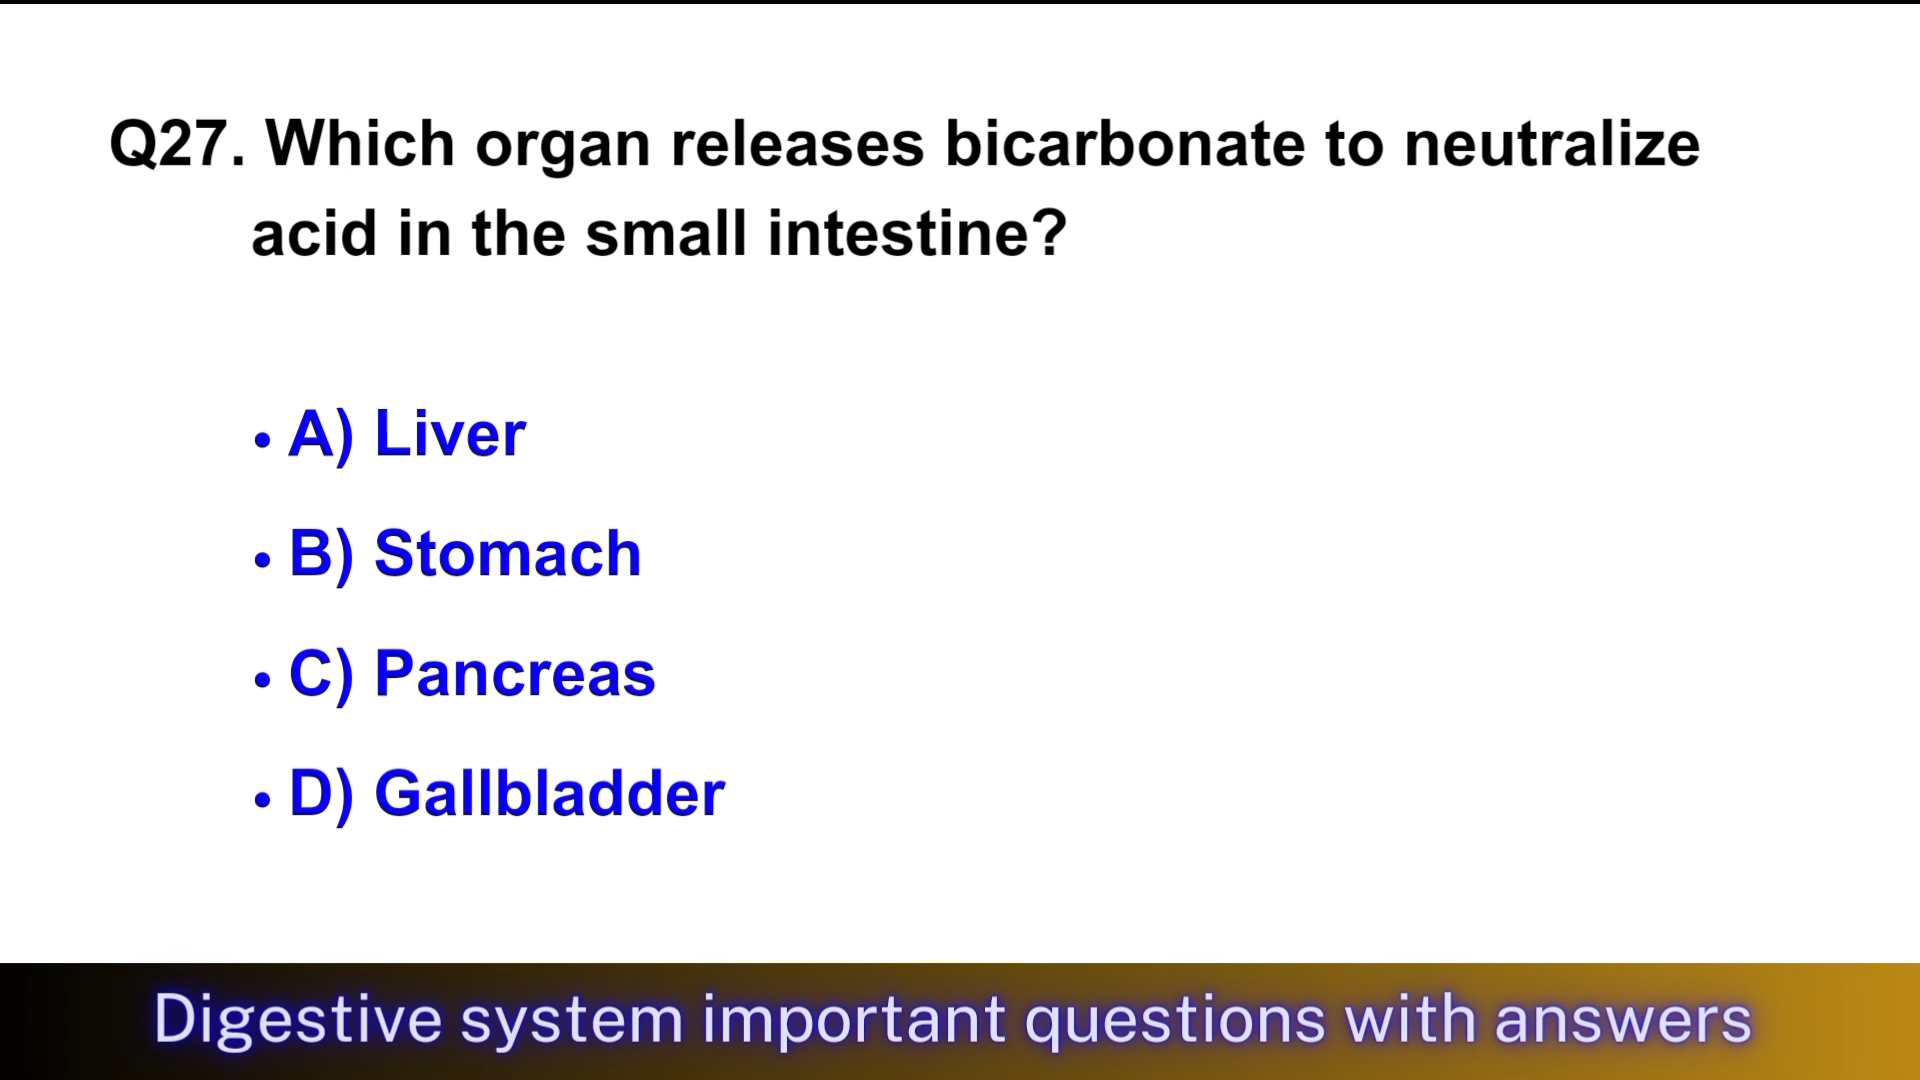 Q27. Which organ releases bicarbonate to neutralize
acid in the small intestine?
• A) Liver
• B) Stomach
• C) Pancreas
• D) Gallbladder
Digestive system important questions with answers